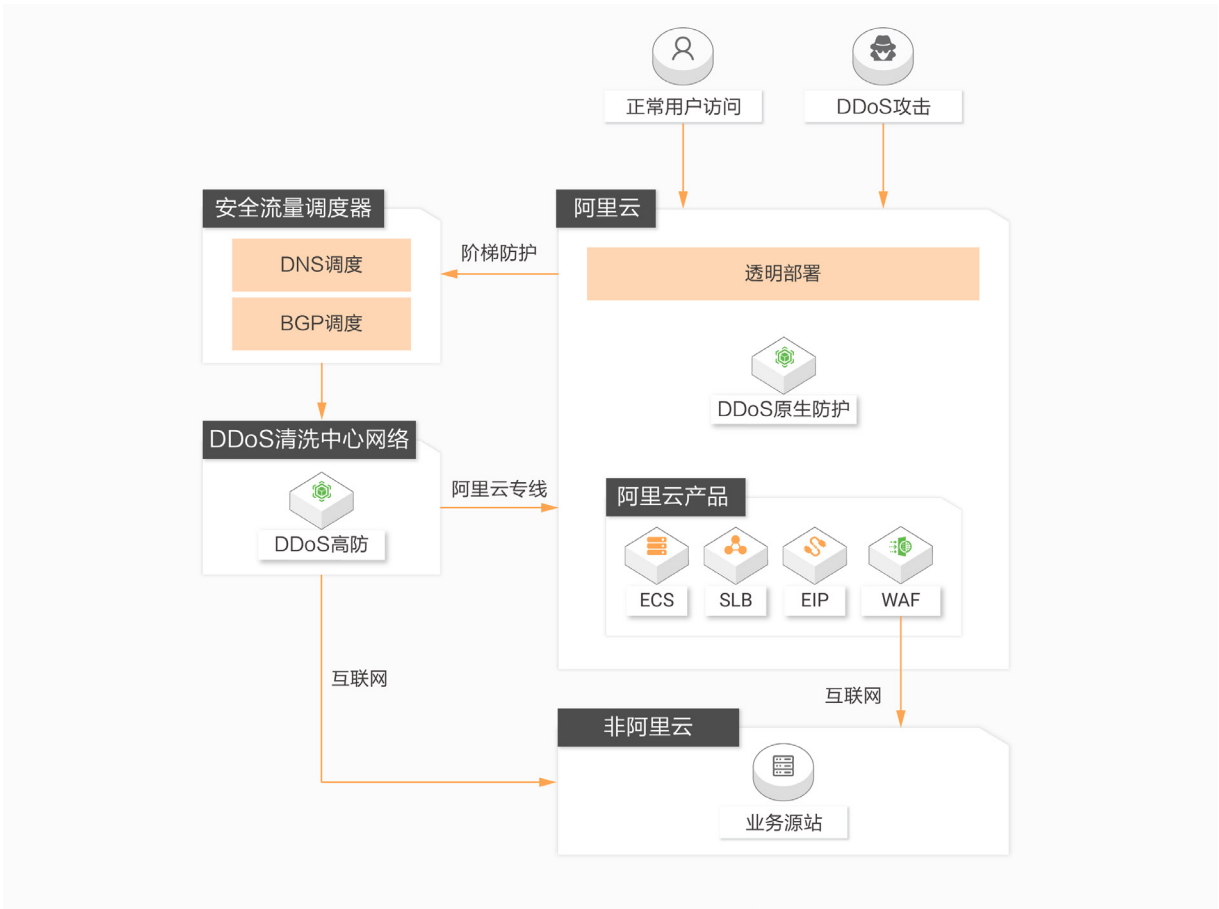 正常用户访问
DDoS攻击
安全流量调度器
阿里云
DNS调度
BGP调度
阶梯防护
透明部署
DDoS原生防护
DDoS清洗中心网络
DDoS高防
阿里云专线
阿里云产品
ECS
SLB
EIP
WAF
互联网
互联网
非阿里云
业务源站